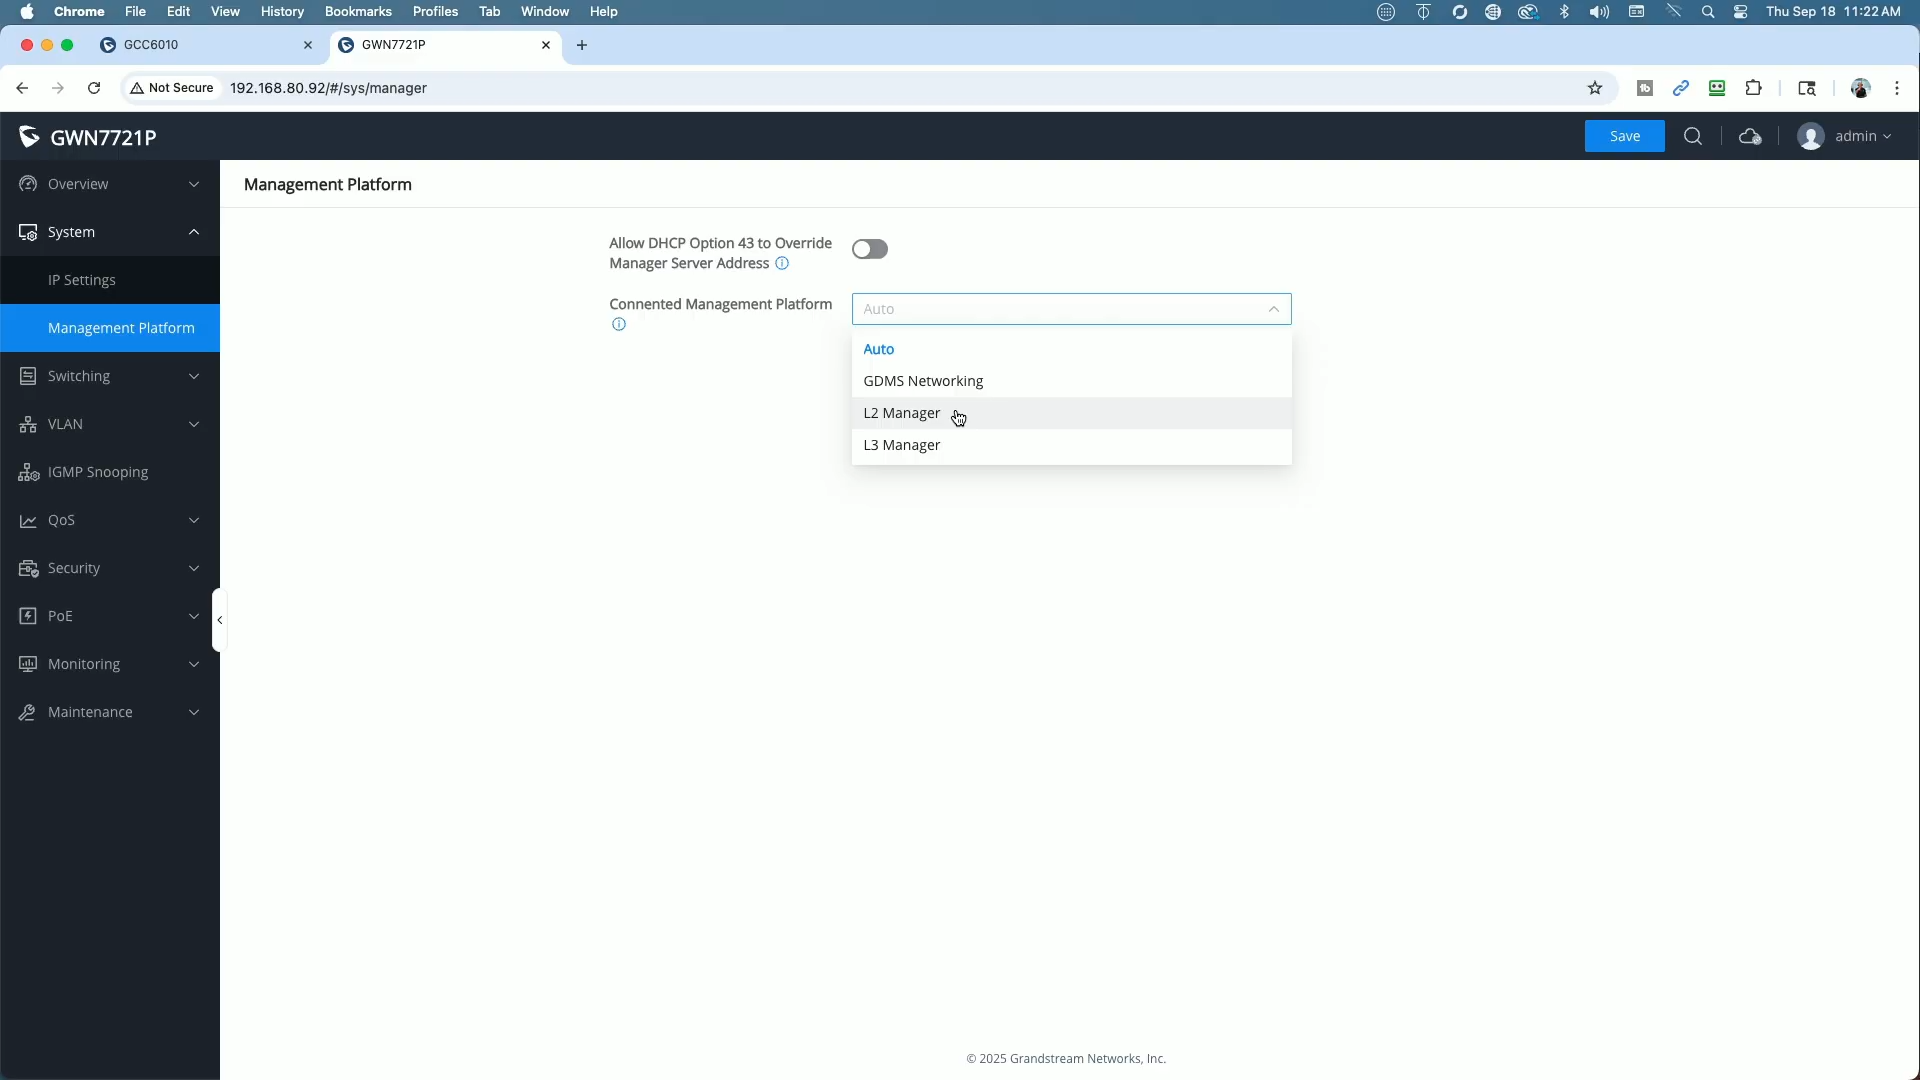 Chrome File Edit View History Bookmarks Profiles Tab Window Help Thu Sep 18 11:22 AM
GCC6010 GWN7721P
Not Secure 192.168.80.92/#/sys/manager
GWN7721P Save admin
Overview
System
IP Settings
Management Platform
Switching
VLAN
IGMP Snooping
QoS
Security
PoE
Monitoring
Maintenance
Management Platform
Allow DHCP Option 43 to Override
Manager Server Address
Connented Management Platform Auto
Auto
GDMS Networking
L2 Manager
L3 Manager
© 2025 Grandstream Networks, Inc.